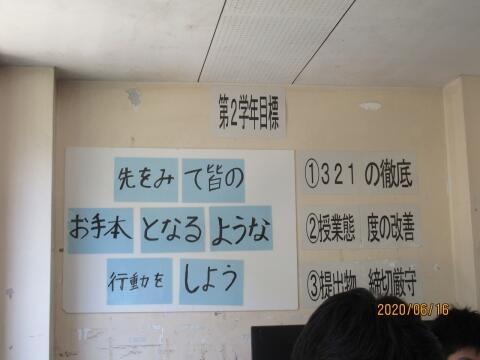 第2学年目標
先をみて皆の
お手本となるような
行動をしよう
①321の徹底
②授業態度の改善
③提出物 締切厳守
2020/06/16